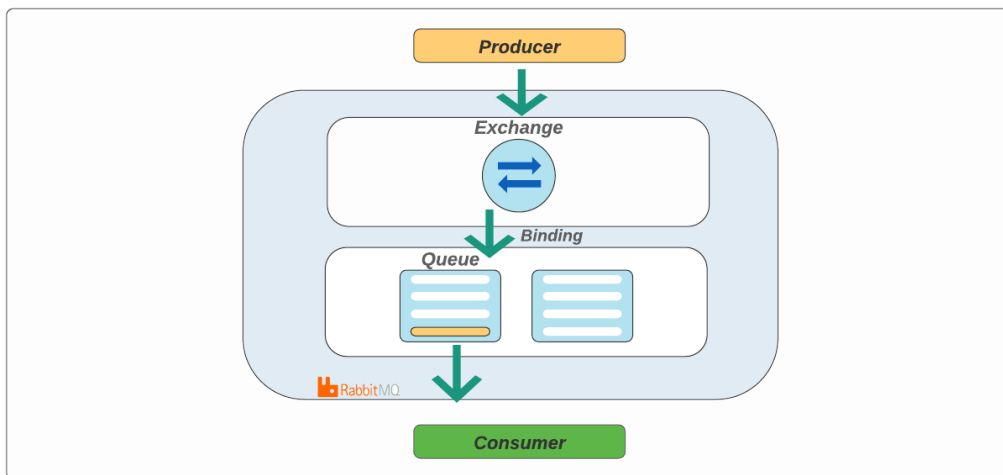 Producer
Exchange
Binding
Queue
RabbitMQ
Consumer